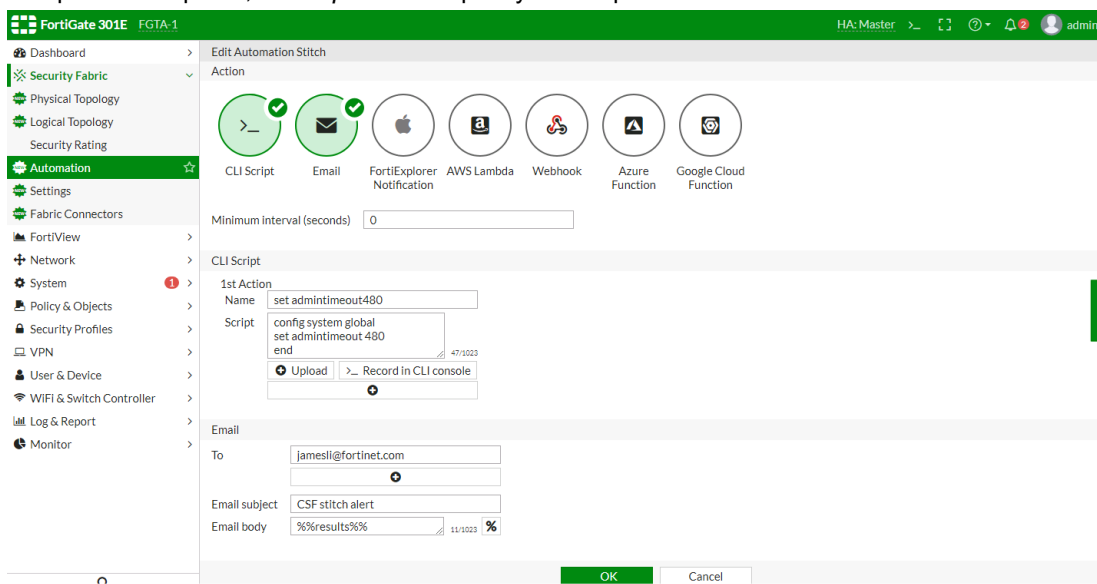 FortiGate 301E FGTA-1
HA: Master >_ 2 admin
Dashboard
Security Fabric
Physical Topology
Logical Topology
Security Rating
Automation
Settings
Fabric Connectors
FortiView
Network
System 1
Policy & Objects
Security Profiles
VPN
User & Device
WiFi & Switch Controller
Log & Report
Monitor
Edit Automation Stitch
Action
CLI Script
Email
FortiExplorer Notification
AWS Lambda
Webhook
Azure Function
Google Cloud Function
Minimum interval (seconds) 0
CLI Script
1st Action
Name set admintimeout480
Script config system global
set admintimeout 480
end
47/1023
Upload >_ Record in CLI console
Email
To jamesli@fortinet.com
Email subject CSF stitch alert
Email body %%results%% 11/1023 %
OK Cancel